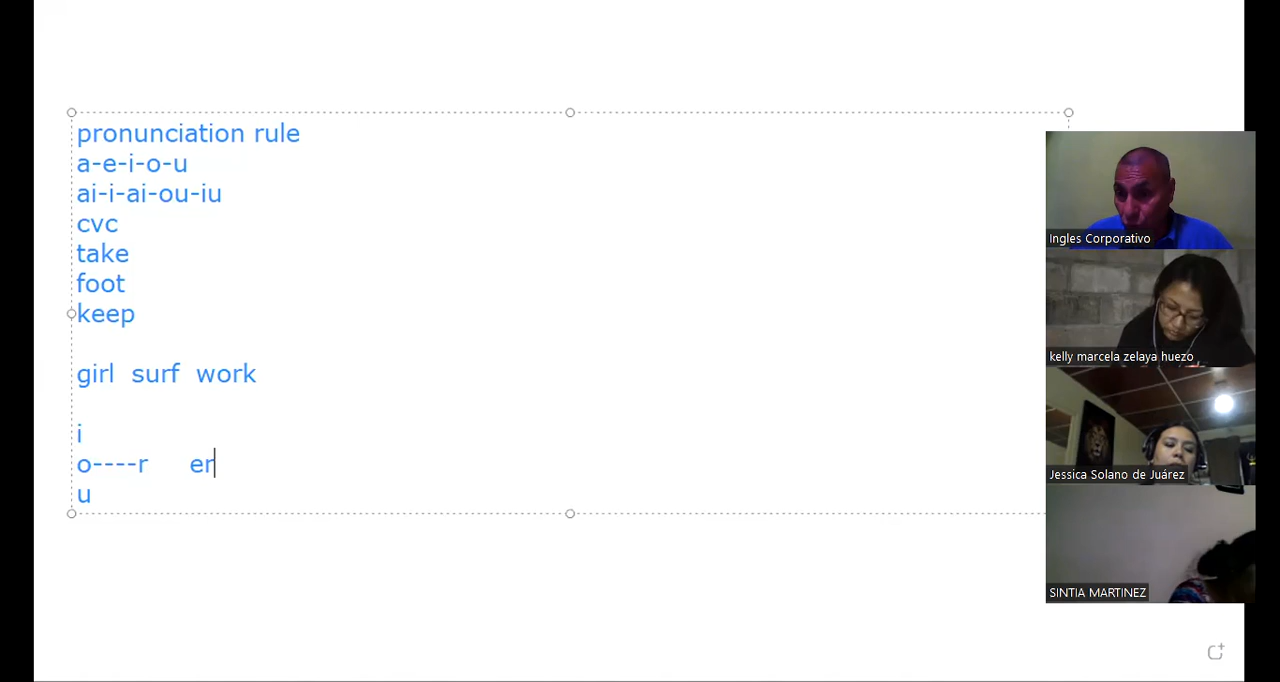 pronunciation rule
a-e-i-o-u
ai-i-ai-ou-iu
cvc
take
foot
keep
girl  surf  work
i
o----r     er
u
Ingles Corporativo
kelly marcela zelaya huezo
Jessica Solano de Juárez
SINTIA MARTINEZ